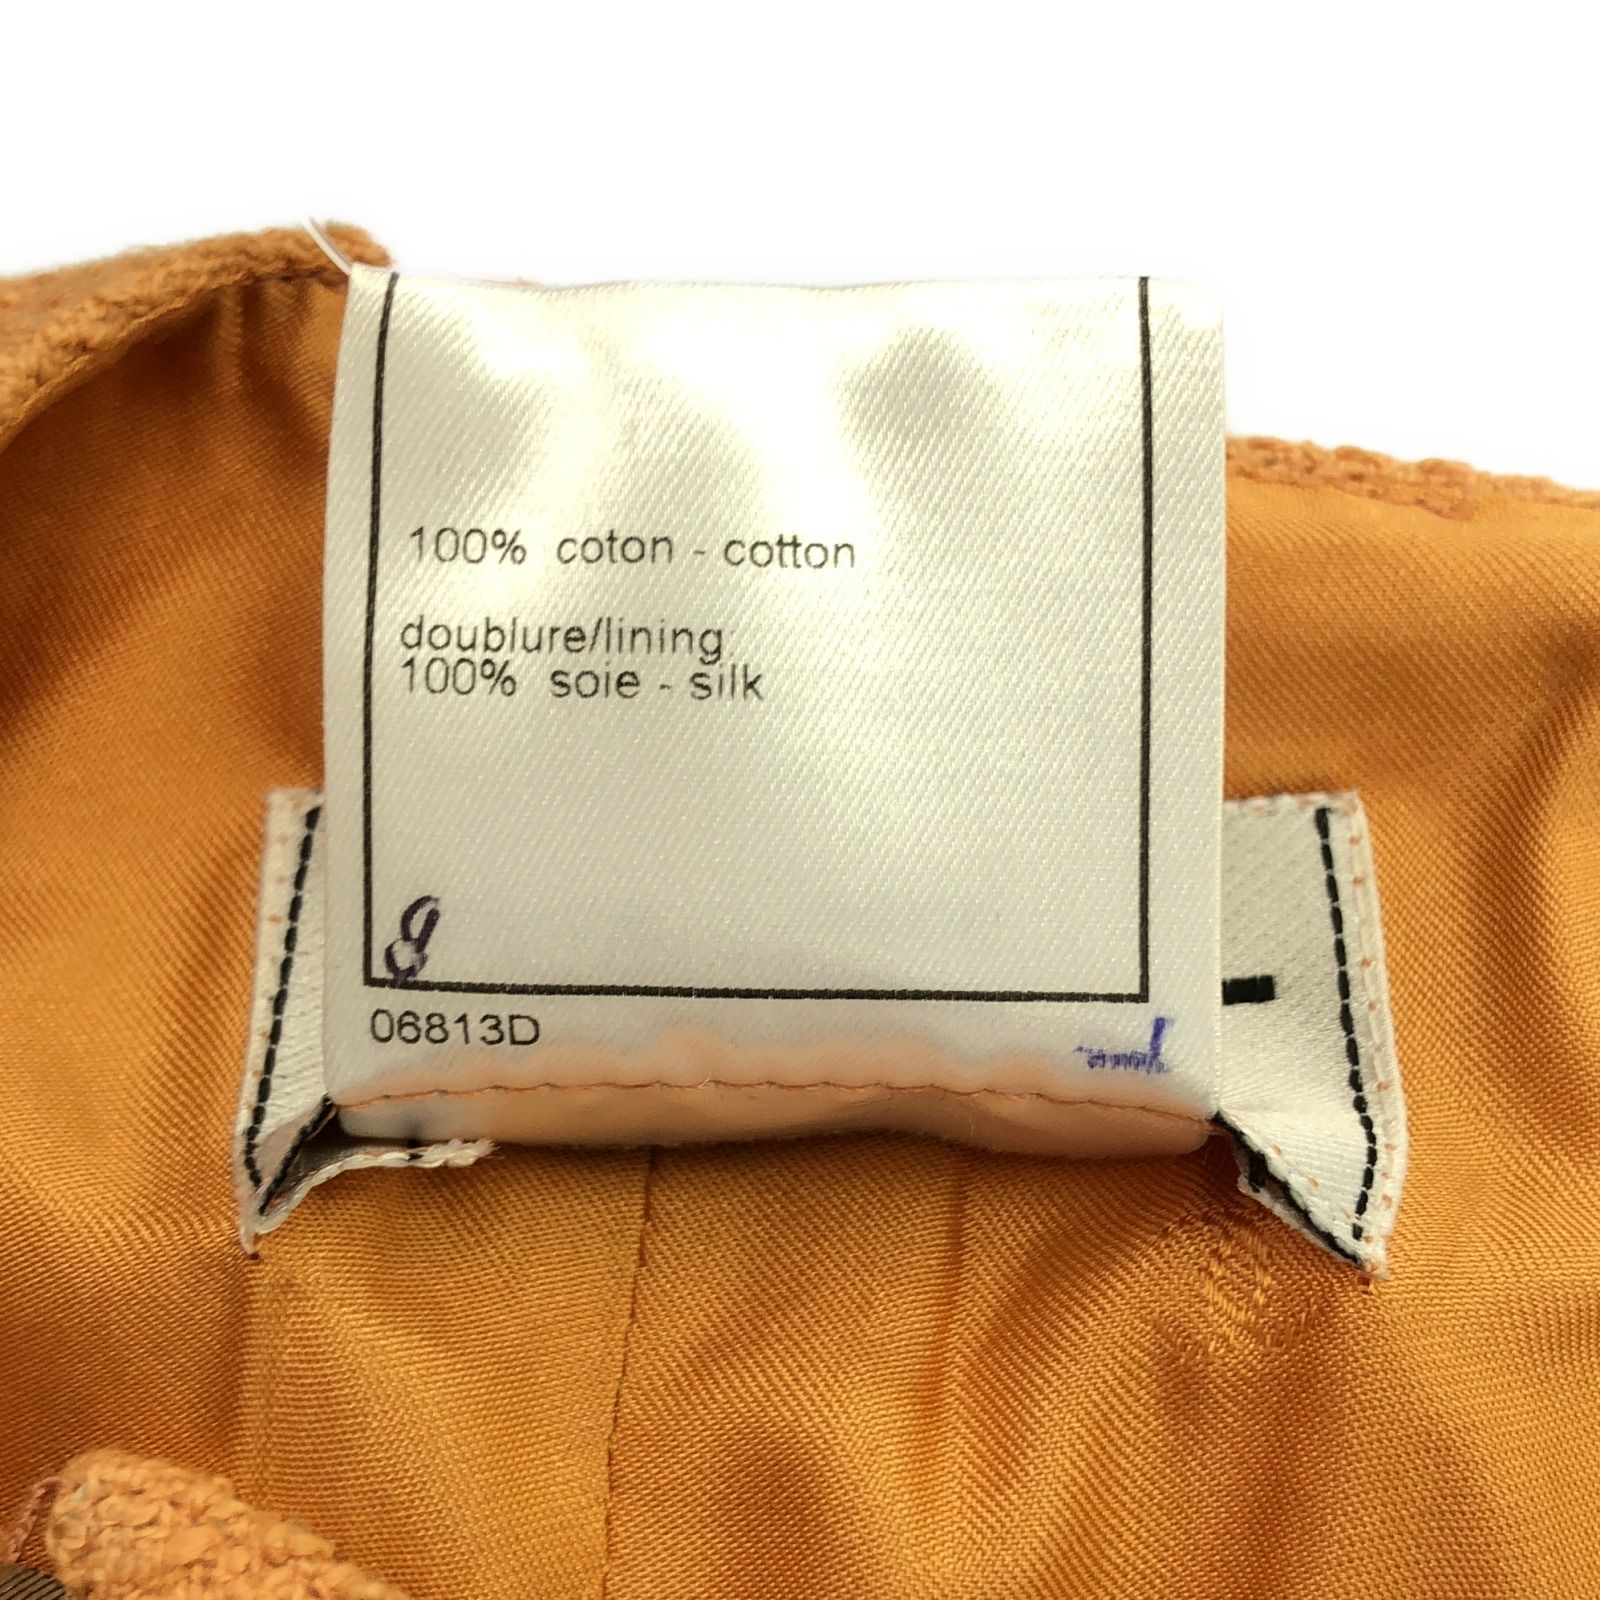 100% coton - cotton
doublure/lining:
100% soie - silk
06813D